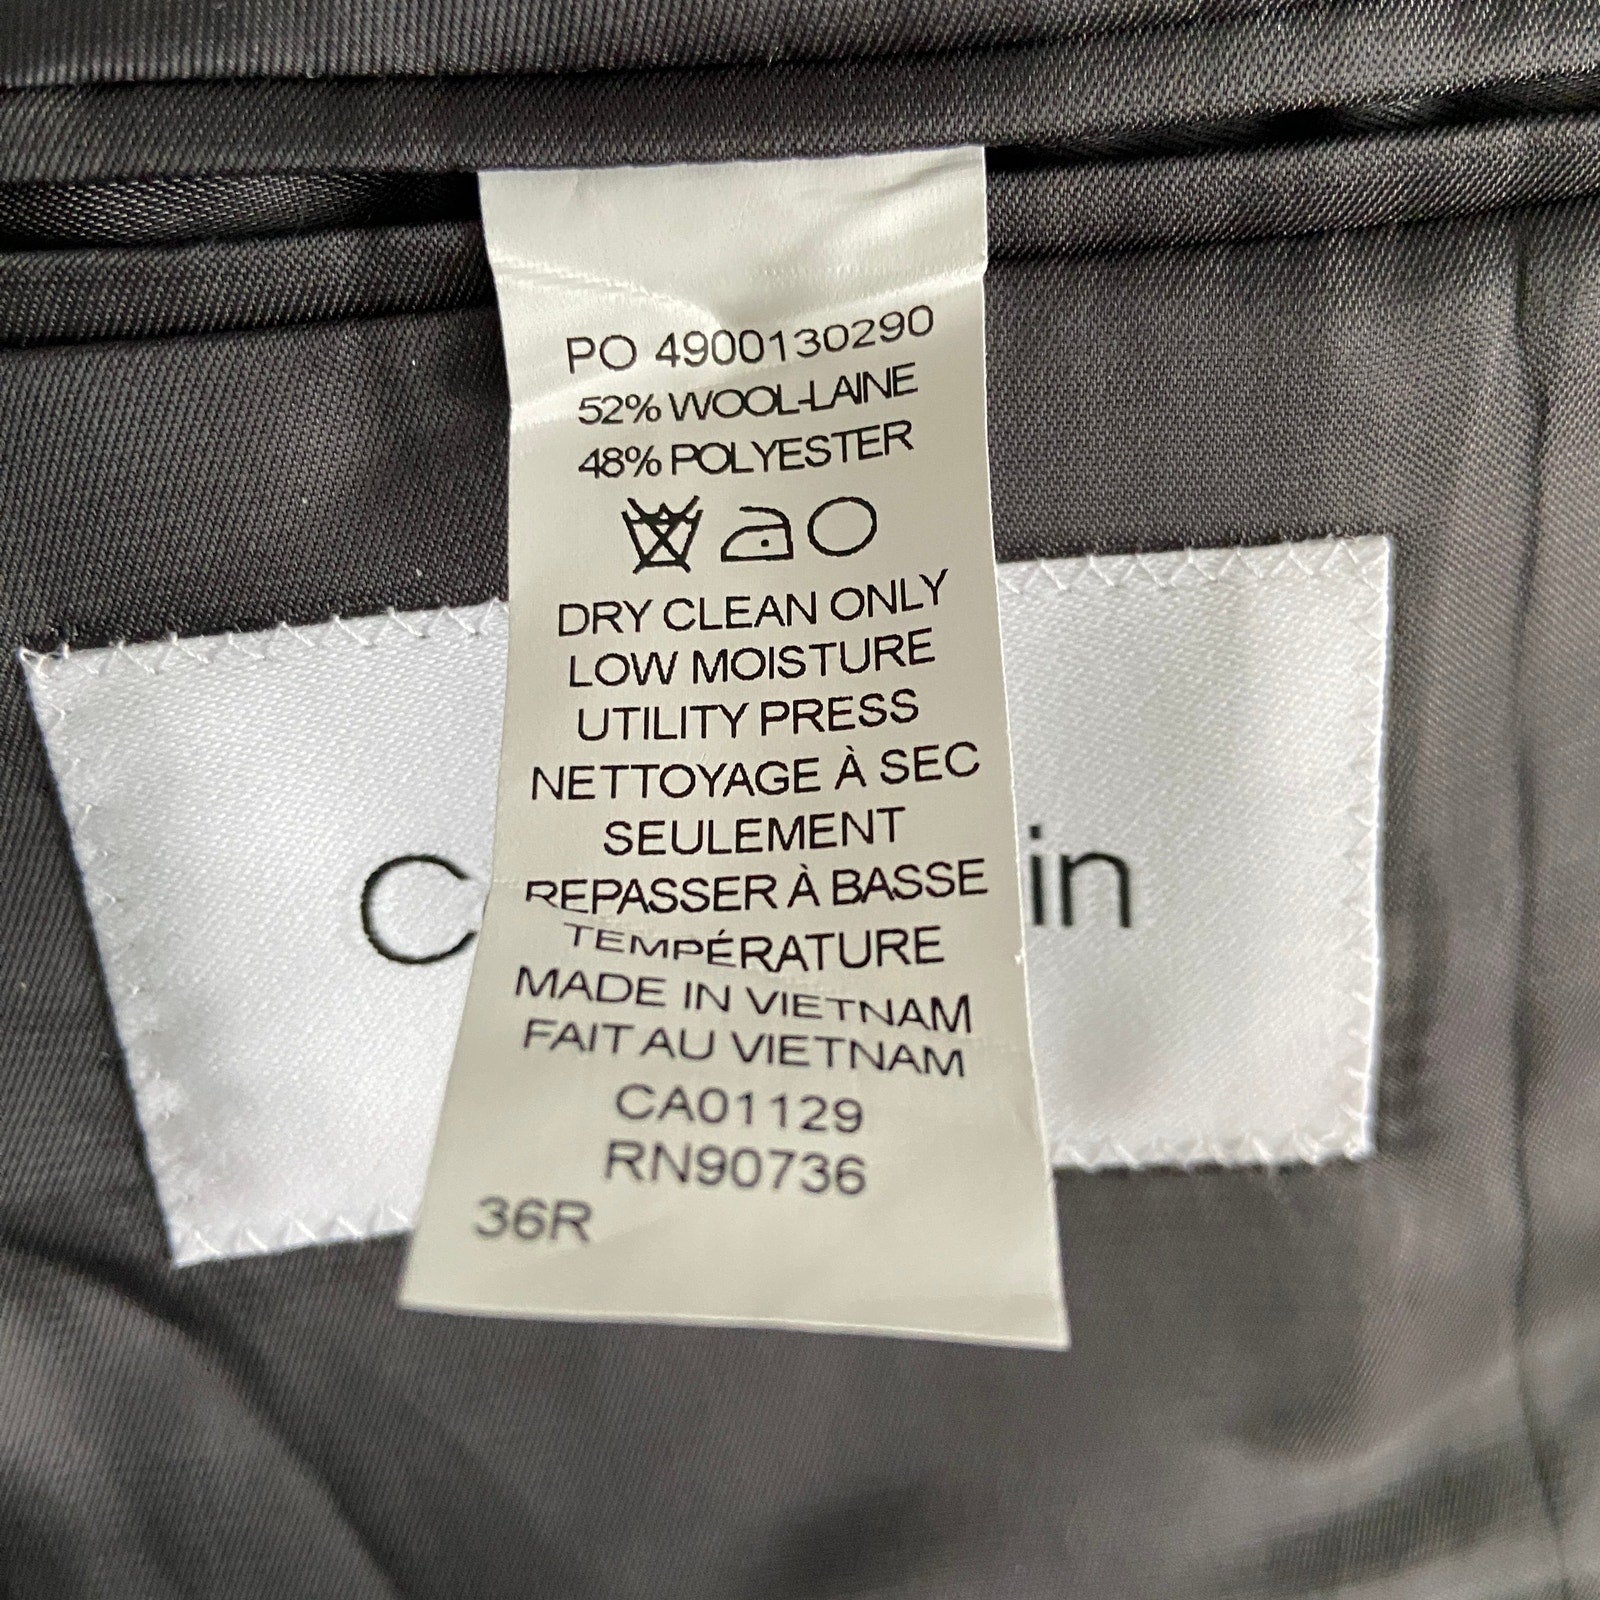 PO 4900130290
52% WOOL-LAINE
48% POLYESTER
DRY CLEAN ONLY
LOW MOISTURE
UTILITY PRESS
NETTOYAGE À SEC
SEULEMENT
REPASSER À BASSE
TEMPÉRATURE
MADE IN VIETNAM
FAIT AU VIETNAM
CA01129
RN90736
36R